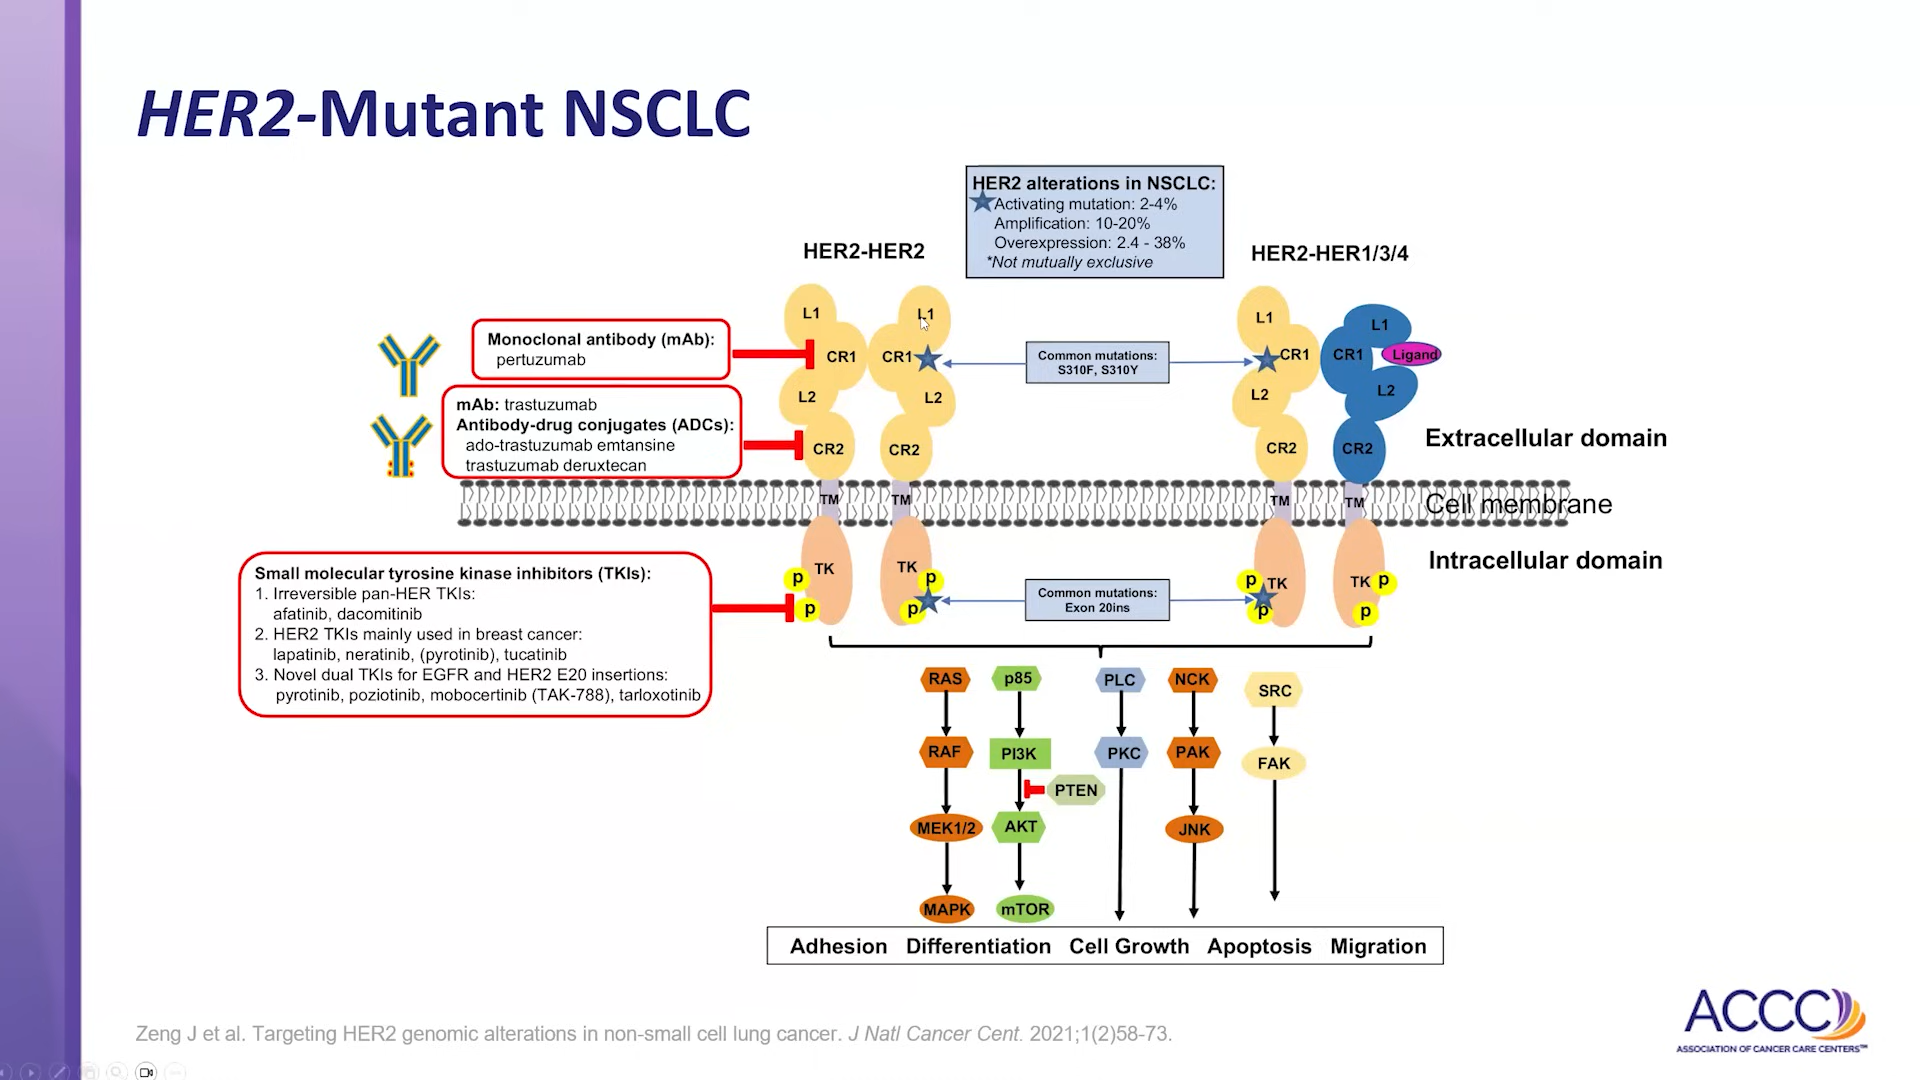 HER2-Mutant NSCLC
HER2 alterations in NSCLC:
Activating mutation: 2-4%
Amplification: 10-20%
Overexpression: 2.4 - 38%
*Not mutually exclusive
HER2-HER2
HER2-HER1/3/4
L1
L1
L1
L1
Monoclonal antibody (mAb):
pertuzumab
CR1
CR1
Common mutations:
S310F, S310Y
CR1
CR1
Ligand
L2
L2
L2
L2
mAb: trastuzumab
Antibody-drug conjugates (ADCs):
ado-trastuzumab emtansine
trastuzumab deruxtecan
CR2
CR2
CR2
CR2
Extracellular domain
TM
TM
TM
TM
Cell membrane
Intracellular domain
Small molecular tyrosine kinase inhibitors (TKIs):
1. Irreversible pan-HER TKIs:
afatinib, dacomitinib
2. HER2 TKIs mainly used in breast cancer:
lapatinib, neratinib, (pyrotinib), tucatinib
3. Novel dual TKIs for EGFR and HER2 E20 insertions:
pyrotinib, poziotinib, mobocertinib (TAK-788), tarloxotinib
p
TK
p
TK
p
p
Common mutations:
Exon 20ins
p
TK
p
TK
p
p
RAS
p85
PLC
NCK
SRC
RAF
PI3K
PKC
PAK
FAK
PTEN
MEK1/2
AKT
JNK
MAPK
mTOR
Adhesion Differentiation Cell Growth Apoptosis Migration
Zeng J et al. Targeting HER2 genomic alterations in non-small cell lung cancer. J Natl Cancer Cent. 2021;1(2)58-73.
ACCC
ASSOCIATION OF CANCER CARE CENTERS™